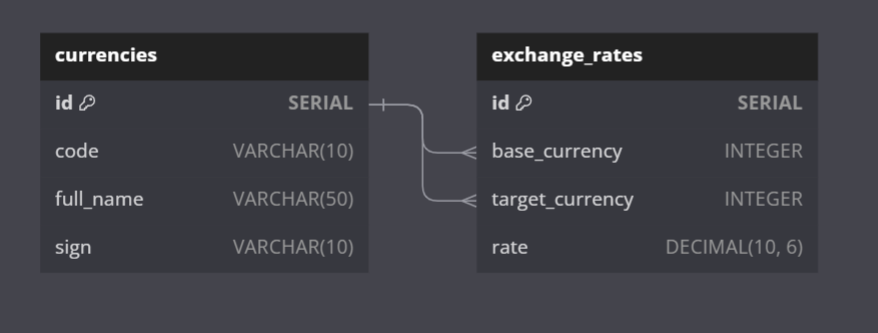 currencies
id SERIAL
code VARCHAR(10)
full_name VARCHAR(50)
sign VARCHAR(10)
exchange_rates
id SERIAL
base_currency INTEGER
target_currency INTEGER
rate DECIMAL(10, 6)